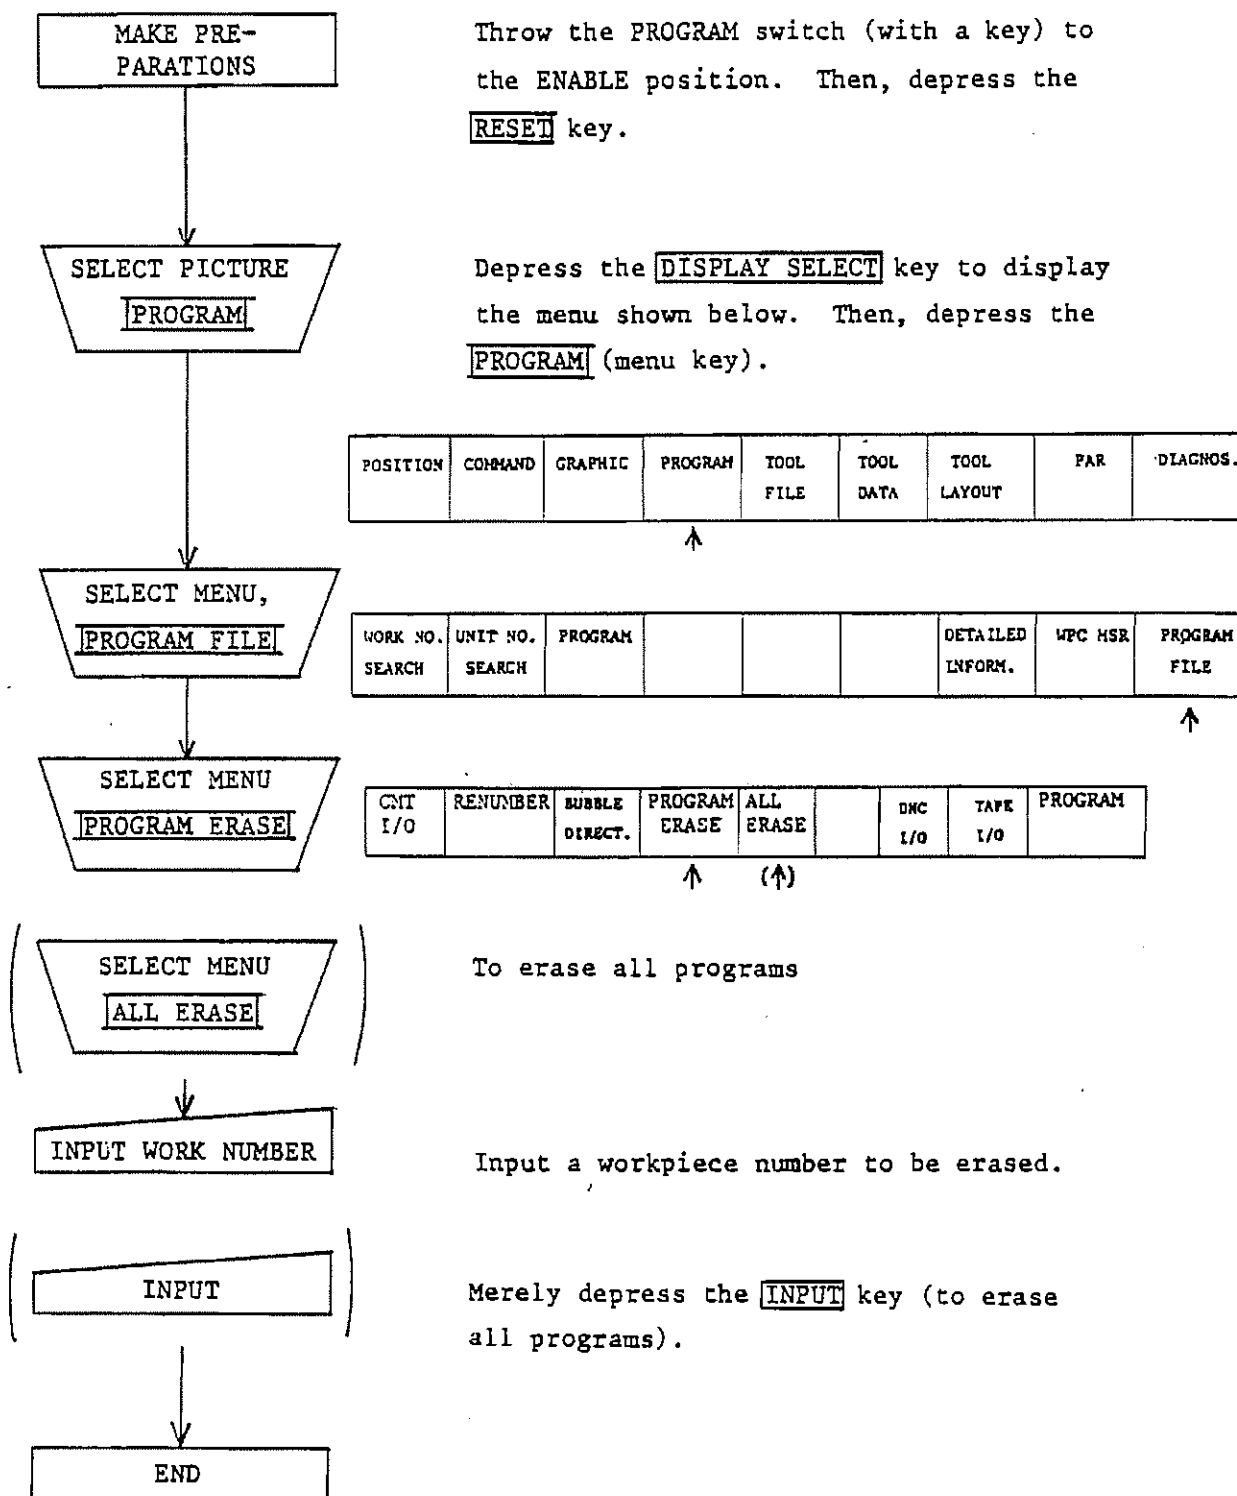 MAKE PRE-
PARATIONS
Throw the PROGRAM switch (with a key) to
the ENABLE position. Then, depress the
RESET key.
SELECT PICTURE
PROGRAM
Depress the DISPLAY SELECT key to display
the menu shown below. Then, depress the
PROGRAM (menu key).
POSITION COMMAND GRAPHIC PROGRAM TOOL TOOL TOOL PAR DIAGNOS.
FILE DATA LAYOUT
SELECT MENU,
PROGRAM FILE
WORK NO. UNIT NO. PROGRAM DETAILED WPC MSR PROGRAM
SEARCH SEARCH INFORM. FILE
SELECT MENU
PROGRAM ERASE
CMT RENUMBER BUBBLE PROGRAM ALL DNC TAPE PROGRAM
I/O DIRECT. ERASE ERASE I/O I/O
SELECT MENU
ALL ERASE
To erase all programs
INPUT WORK NUMBER
Input a workpiece number to be erased.
INPUT
Merely depress the INPUT key (to erase
all programs).
END